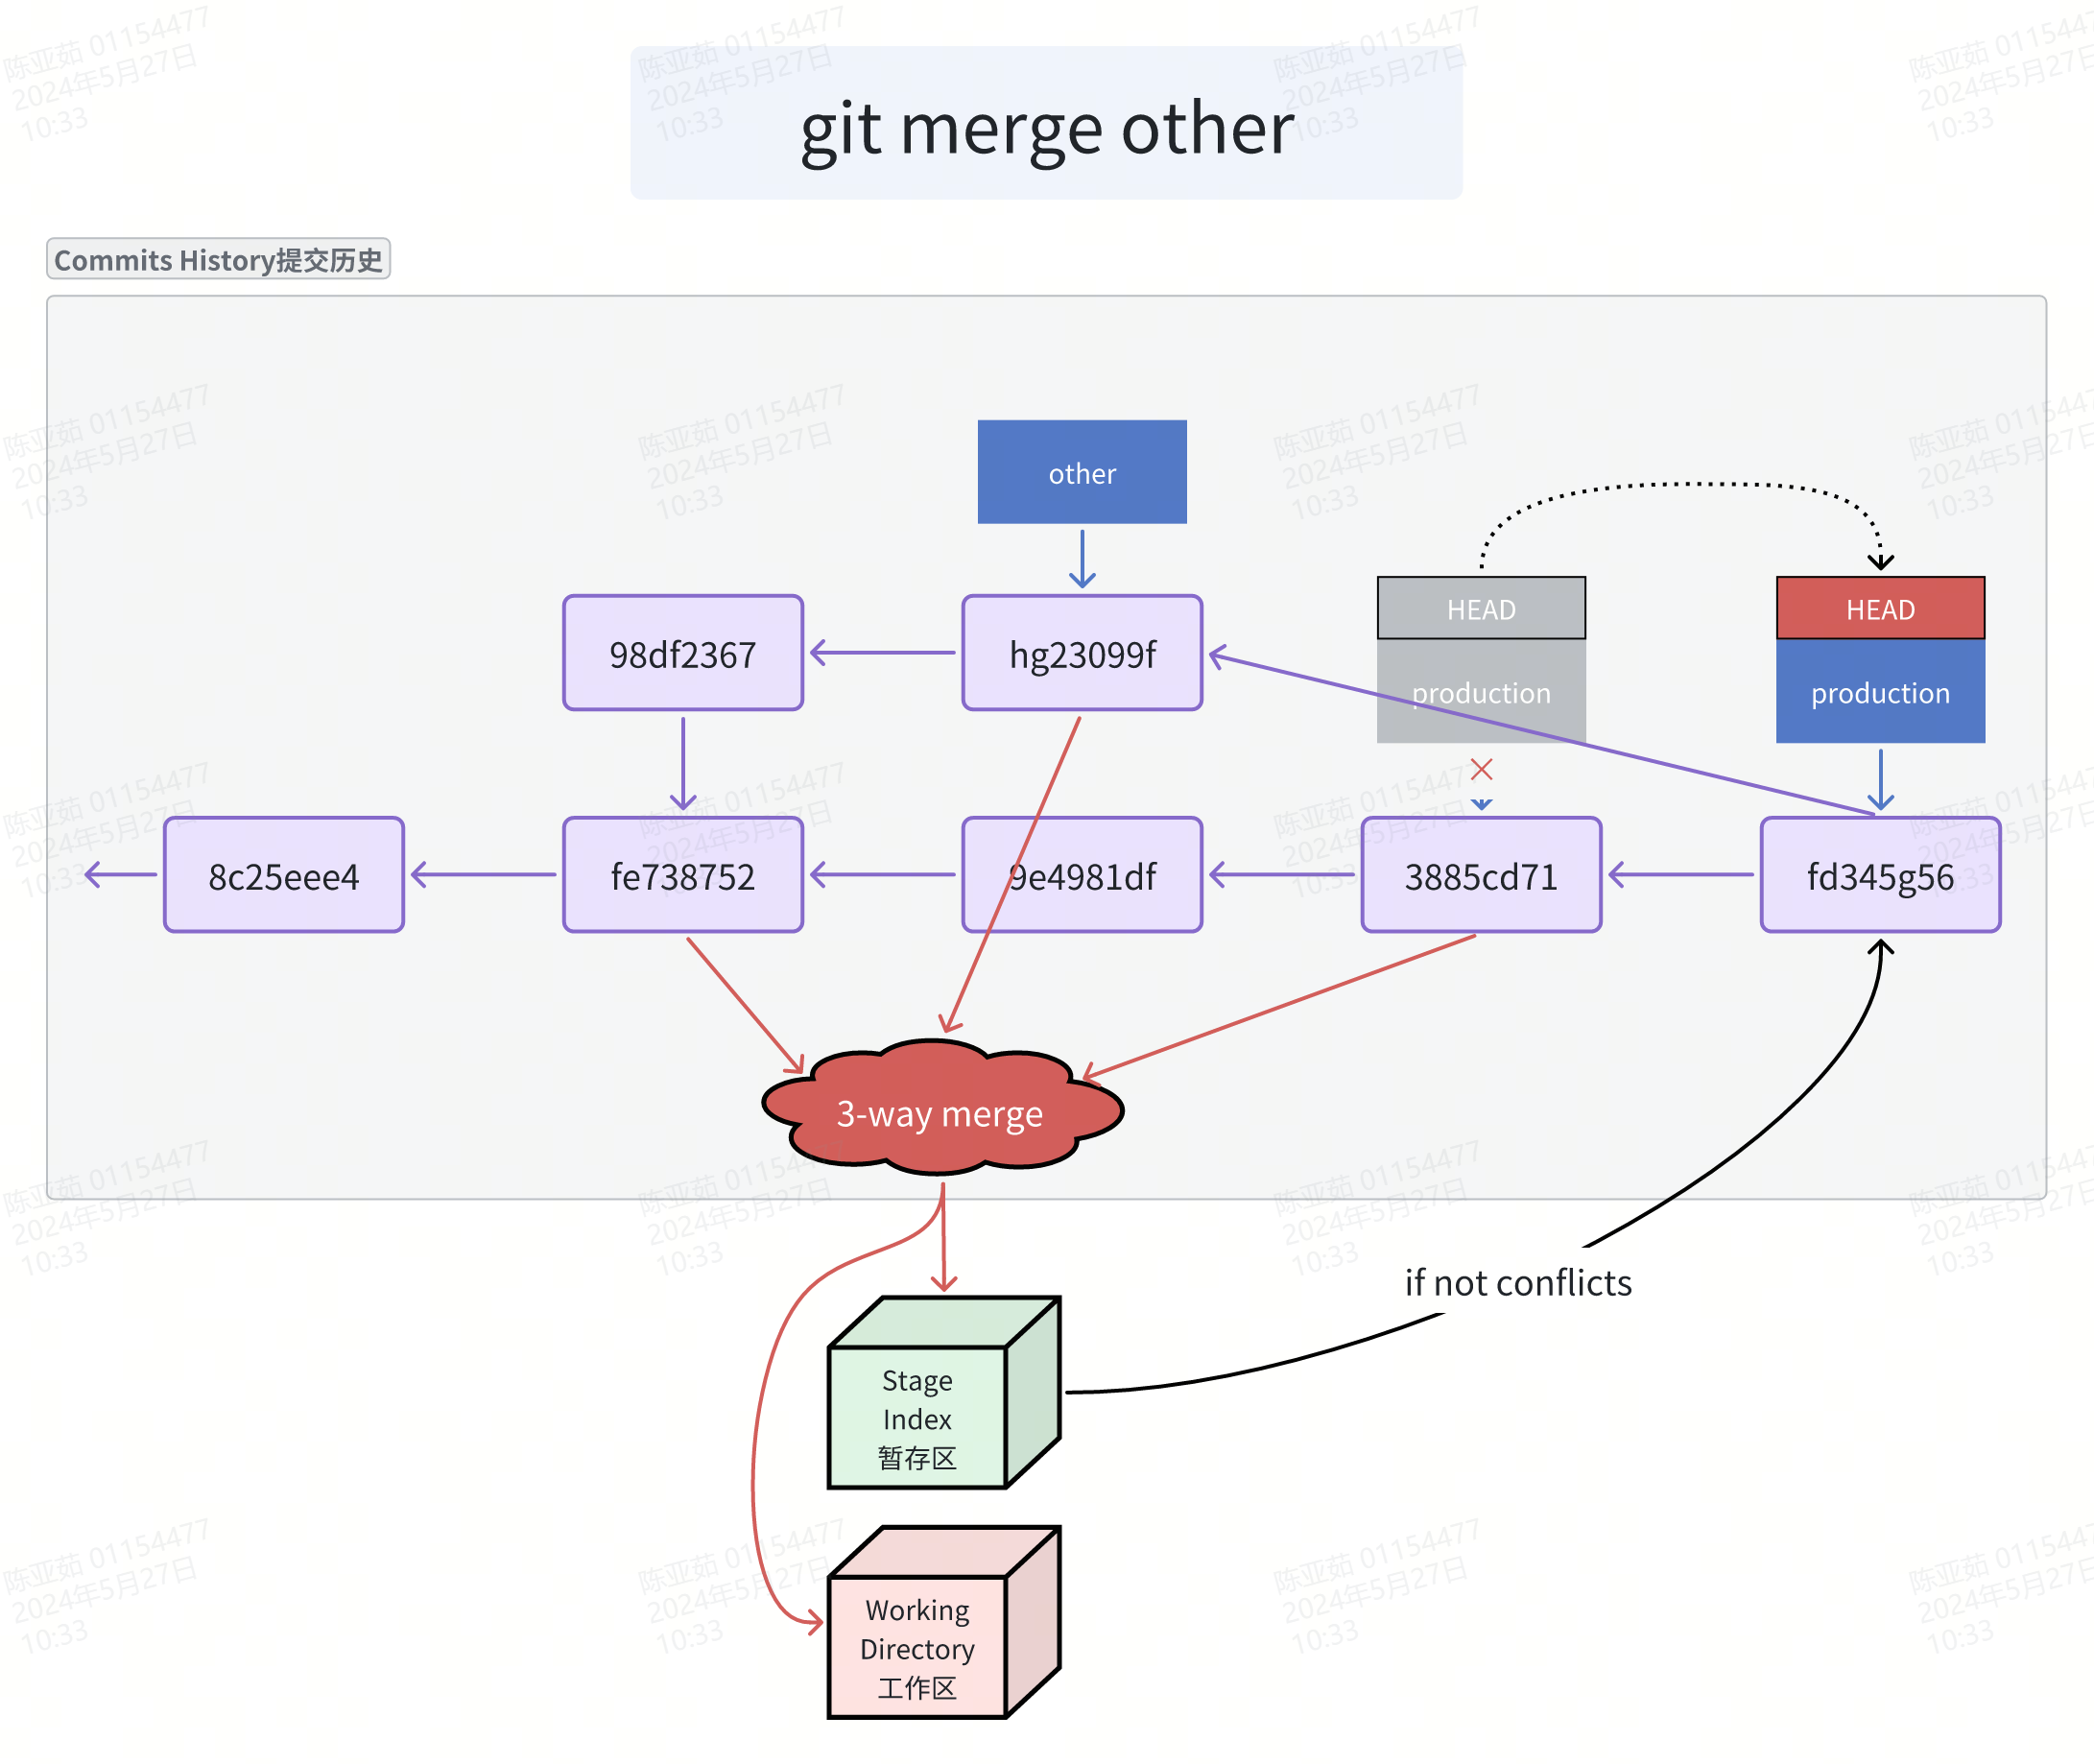 git merge other
Commits History提交历史
other
HEAD
HEAD
98df2367
hg23099f
production
production
8c25eee4
fe738752
9e4981df
3885cd71
fd345g56
3-way merge
if not conflicts
Stage
Index
暂存区
Working
Directory
工作区
陈亚茹 01154477
2024年5月27日
10:33